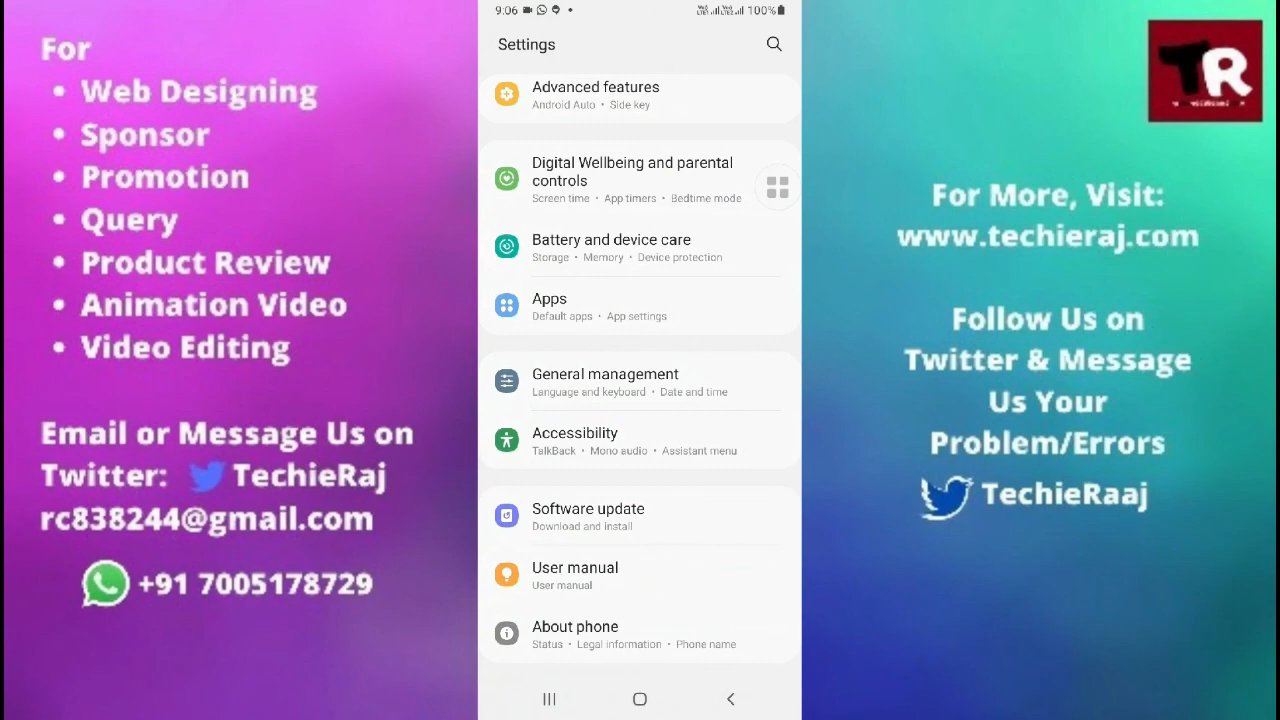 For
• Web Designing
• Sponsor
• Promotion
• Query
• Product Review
• Animation Video
• Video Editing
Email or Message Us on
Twitter: TechieRaj
rc838244@gmail.com
+91 7005178729
9:06
100%
Settings
Advanced features
Android Auto • Side key
Digital Wellbeing and parental
controls
Screen time • App timers • Bedtime mode
Battery and device care
Storage • Memory • Device protection
Apps
Default apps • App settings
General management
Language and keyboard • Date and time
Accessibility
TalkBack • Mono audio • Assistant menu
Software update
Download and install
User manual
User manual
About phone
Status • Legal information • Phone name
TR
For More, Visit:
www.techieraj.com
Follow Us on
Twitter & Message
Us Your
Problem/Errors
TechieRaaj